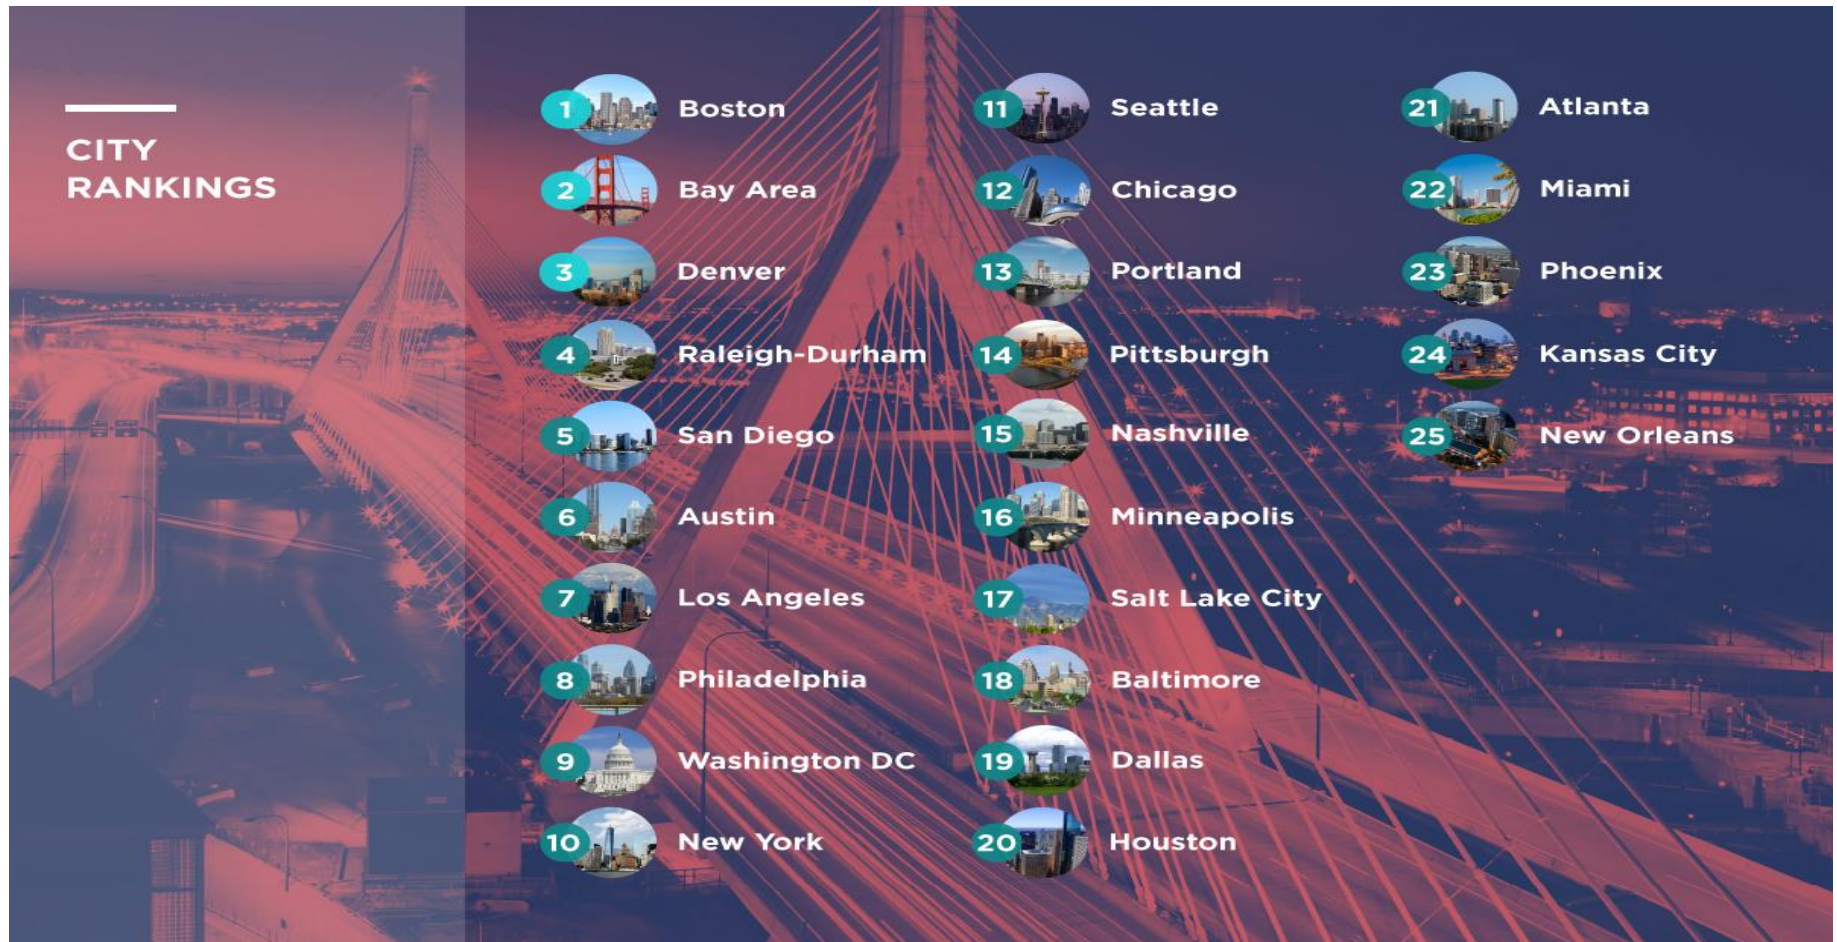 CITY
RANKINGS
1 Boston
2 Bay Area
3 Denver
4 Raleigh-Durham
5 San Diego
6 Austin
7 Los Angeles
8 Philadelphia
9 Washington DC
10 New York
11 Seattle
12 Chicago
13 Portland
14 Pittsburgh
15 Nashville
16 Minneapolis
17 Salt Lake City
18 Baltimore
19 Dallas
20 Houston
21 Atlanta
22 Miami
23 Phoenix
24 Kansas City
25 New Orleans